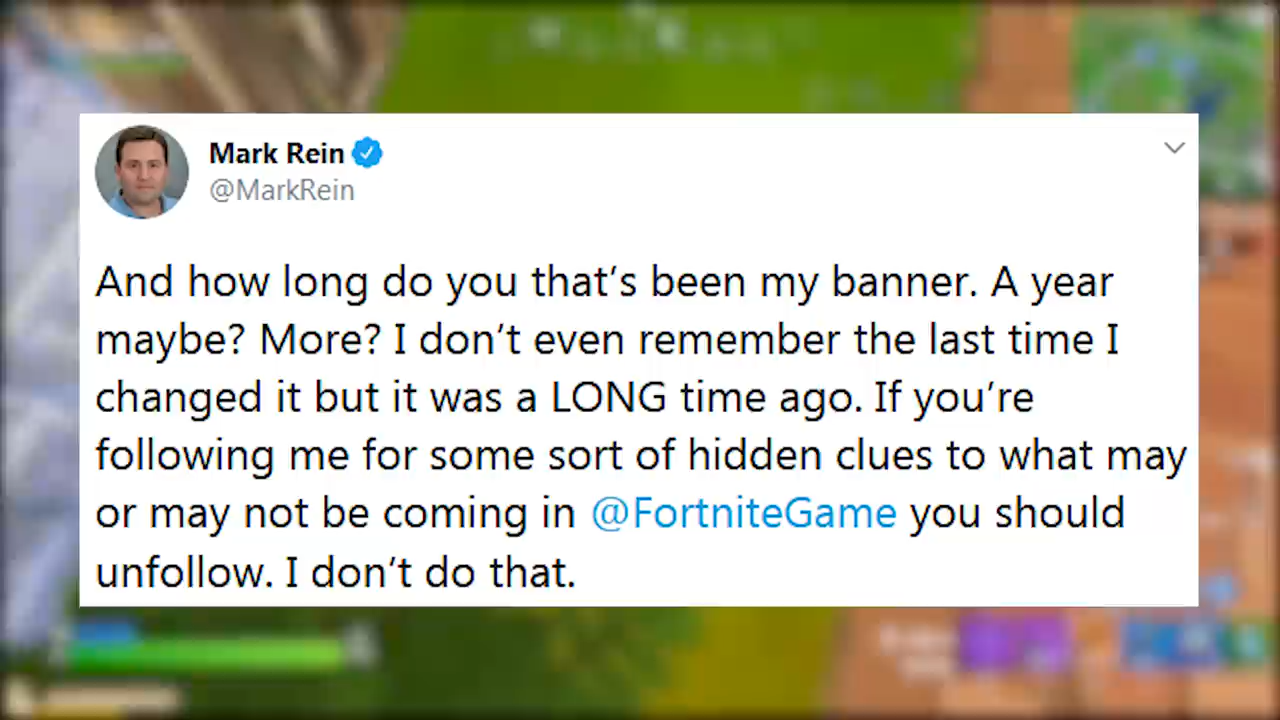 Mark Rein
@MarkRein
And how long do you that’s been my banner. A year
maybe? More? I don’t even remember the last time I
changed it but it was a LONG time ago. If you’re
following me for some sort of hidden clues to what may
or may not be coming in @FortniteGame you should
unfollow. I don’t do that.